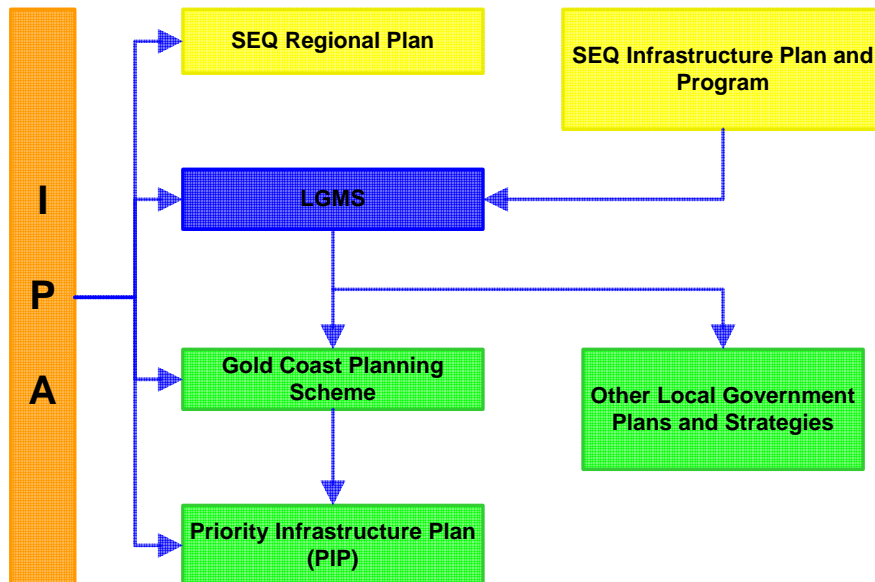 I
P
A
SEQ Regional Plan
SEQ Infrastructure Plan and
Program
LGMS
Gold Coast Planning
Scheme
Other Local Government
Plans and Strategies
Priority Infrastructure Plan
(PIP)